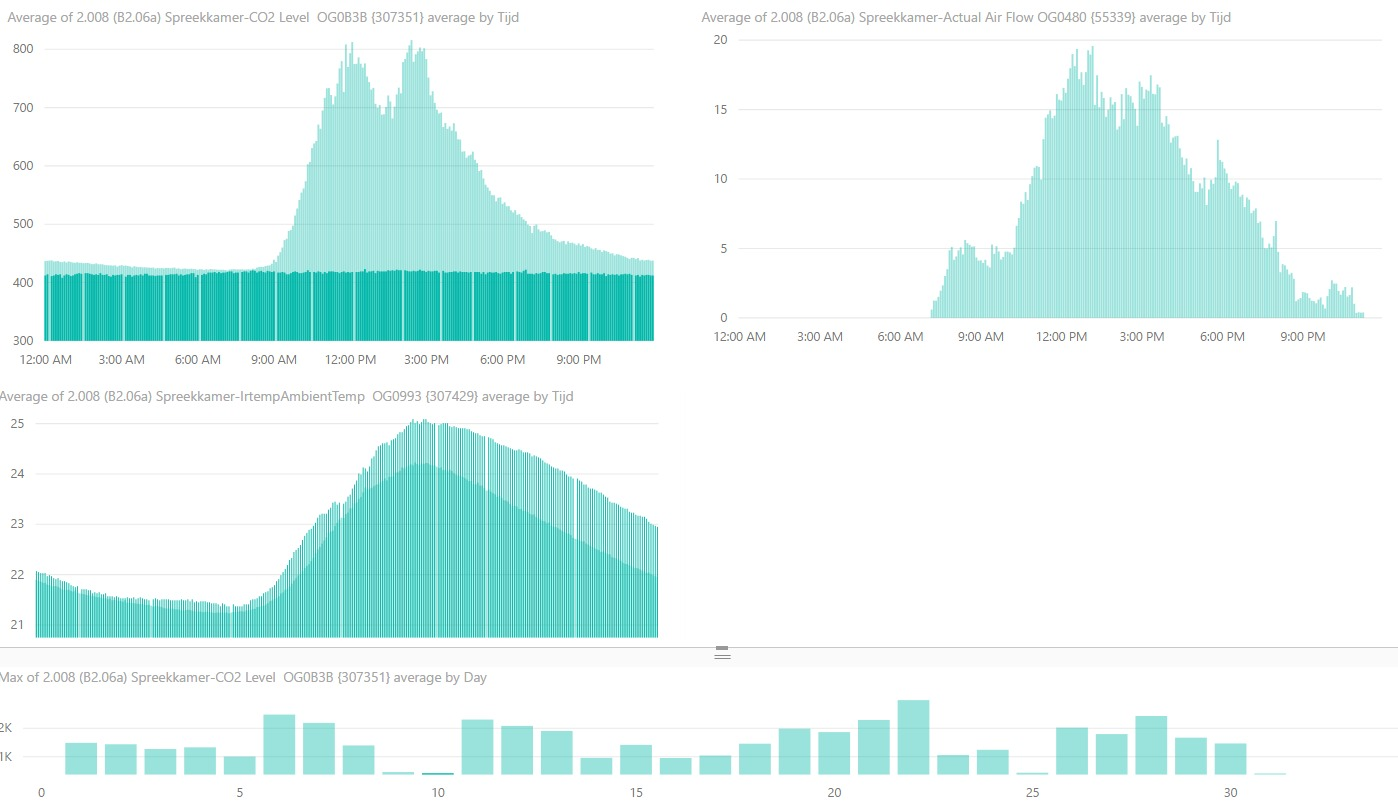 Average of 2.008 (B2.06a) Spreekkamer-CO2 Level OG0B3B {307351} average by Tijd
800
700
600
500
400
300
12:00 AM 3:00 AM 6:00 AM 9:00 AM 12:00 PM 3:00 PM 6:00 PM 9:00 PM
Average of 2.008 (B2.06a) Spreekkamer-Actual Air Flow OG0480 {55339} average by Tijd
20
15
10
5
0
12:00 AM 3:00 AM 6:00 AM 9:00 AM 12:00 PM 3:00 PM 6:00 PM 9:00 PM
Average of 2.008 (B2.06a) Spreekkamer-IrtempAmbientTemp OG0993 {307429} average by Tijd
25
24
23
22
21
Max of 2.008 (B2.06a) Spreekkamer-CO2 Level OG0B3B {307351} average by Day
2K
1K
0 5 10 15 20 25 30